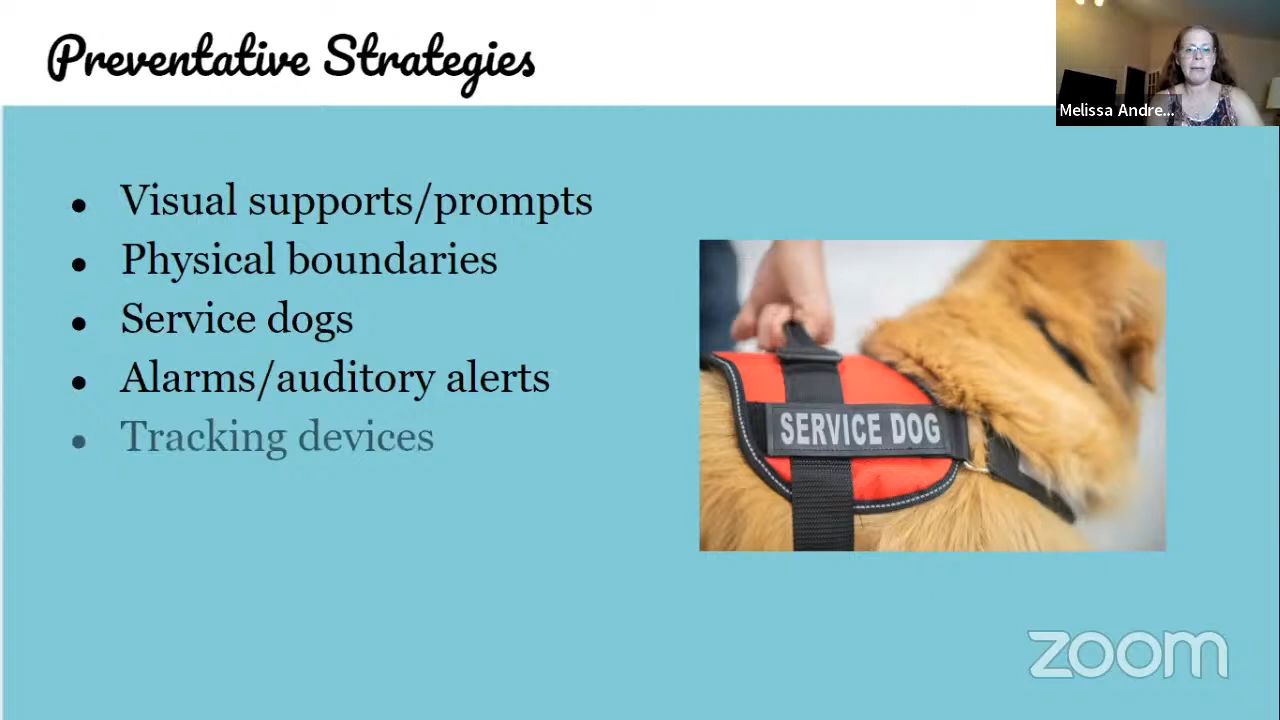 Preventative Strategies
Melissa Andre...
● Visual supports/prompts
● Physical boundaries
● Service dogs
● Alarms/auditory alerts
● Tracking devices
SERVICE DOG
zoom